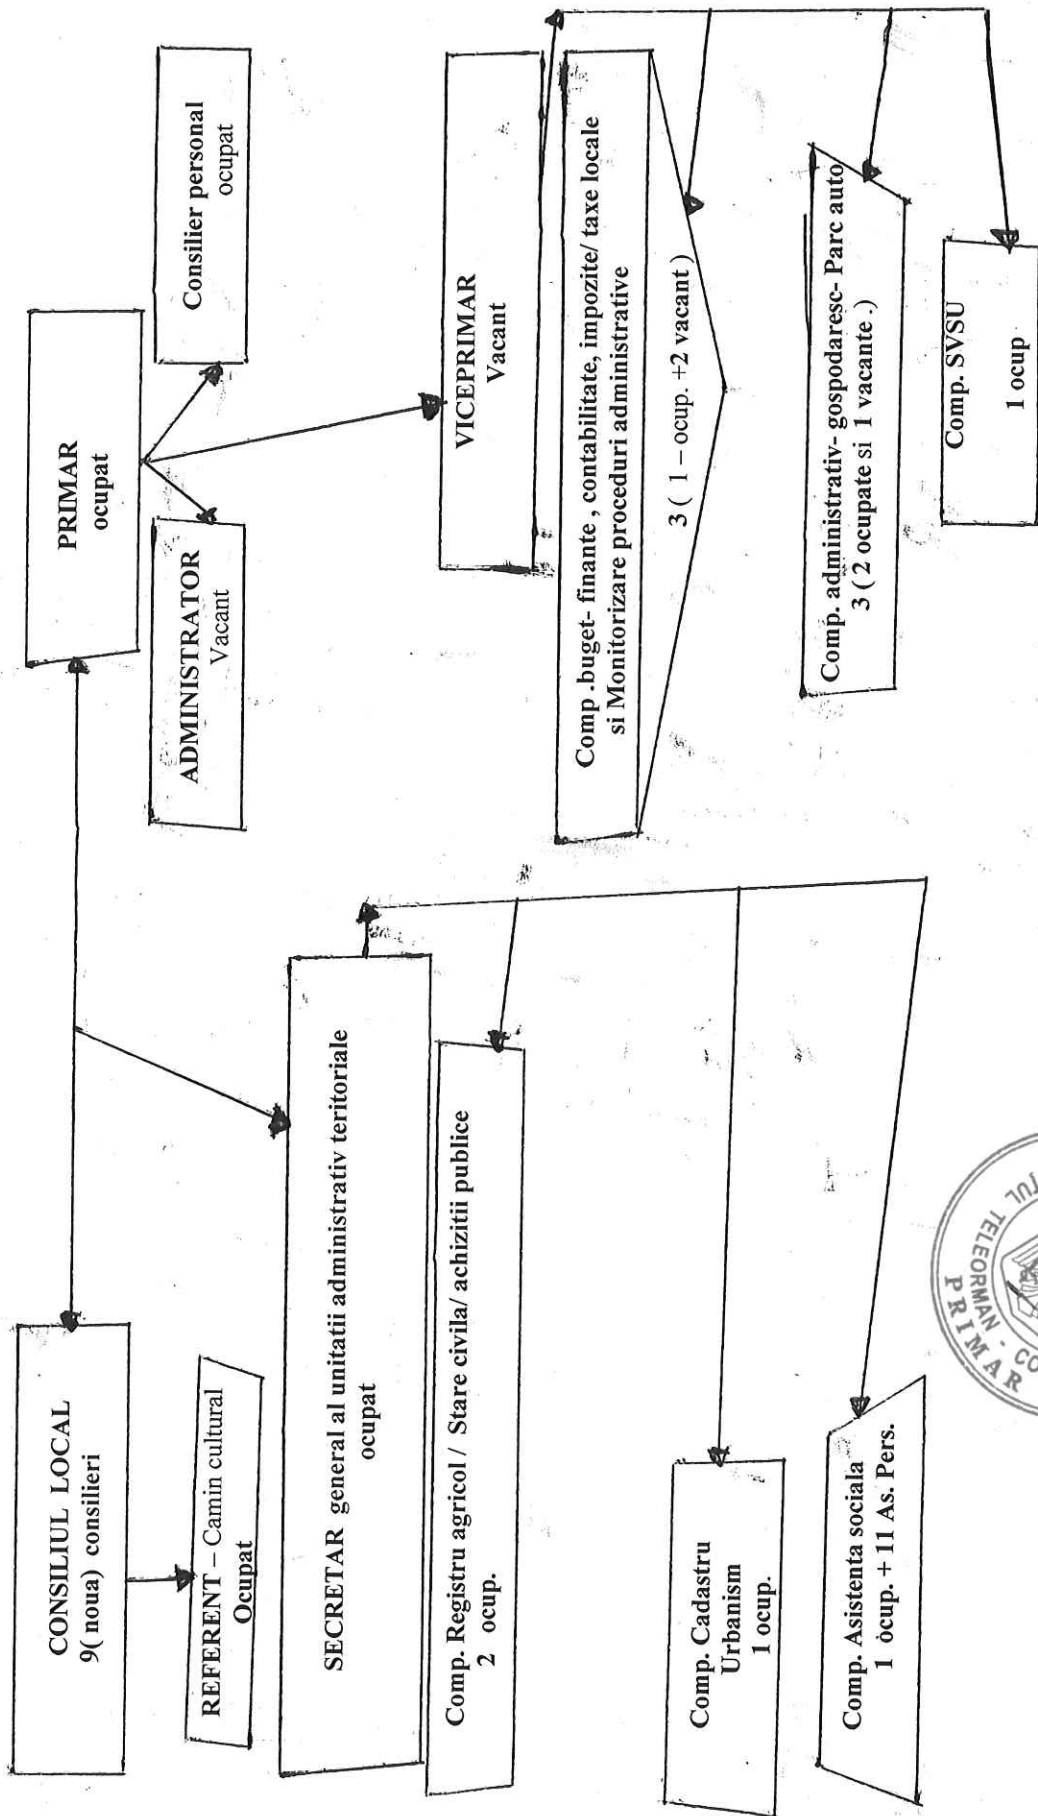 CONSILIUL LOCAL
9( noua) consilieri
PRIMAR
ocupat
REFERENT – Camin cultural
Ocupat
ADMINISTRATOR
Vacant
Consilier personal
ocupat
SECRETAR general al unitatii administrativ teritoriale
ocupat
Comp. Registru agricol / Stare civila/ achizitii publice
2 ocup.
Comp. Cadastru
Urbanism
1 ocup.
Comp. Asistenta sociala
1 ocup. + 11 As. Pers.
VICEPRIMAR
Vacant
Comp .buget- finante , contabilitate, impozite/ taxe locale
si Monitorizare proceduri administrative
3 ( 1 – ocup. +2 vacant )
Comp. administrativ- gospodaresc- Parc auto
3 ( 2 ocupate si 1 vacante .)
Comp. SVSU
1 ocup
TELEORMAN
PRIMAR